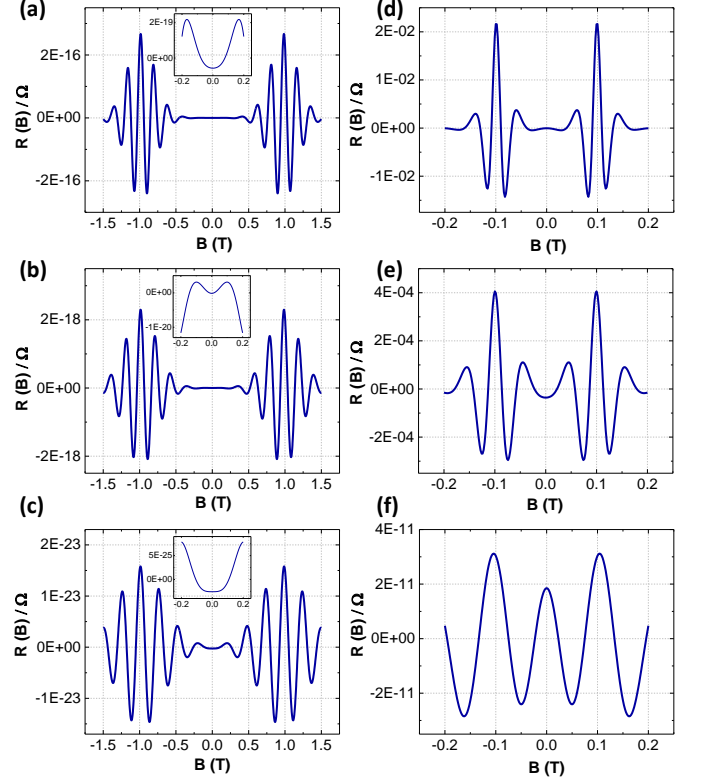 (a)
R (B) / Ω
2E-16
0E+00
-2E-16
2E-19
0E+00
-0.2 0.0 0.2
-1.5 -1.0 -0.5 0.0 0.5 1.0 1.5
B (T)
(d)
R (B) / Ω
2E-02
1E-02
0E+00
-1E-02
-0.2 -0.1 0.0 0.1 0.2
B (T)
(b)
R (B) / Ω
2E-18
0E+00
-2E-18
0E+00
-1E-20
-0.2 0.0 0.2
-1.5 -1.0 -0.5 0.0 0.5 1.0 1.5
B (T)
(e)
R (B) / Ω
4E-04
2E-04
0E+00
-2E-04
-0.2 -0.1 0.0 0.1 0.2
B (T)
(c)
R (B) / Ω
2E-23
1E-23
0E+00
-1E-23
5E-25
0E+00
-0.2 0.0 0.2
-1.5 -1.0 -0.5 0.0 0.5 1.0 1.5
B (T)
(f)
R (B) / Ω
4E-11
2E-11
0E+00
-2E-11
-0.2 -0.1 0.0 0.1 0.2
B (T)